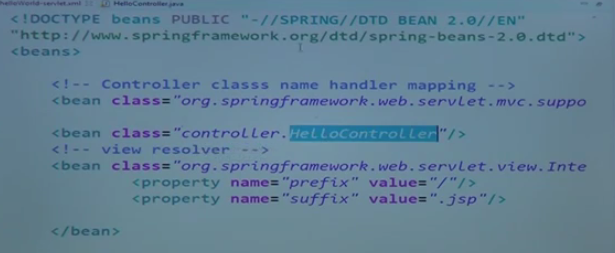 helloWorld-servlet.xml HelloController.java
<!DOCTYPE beans PUBLIC "-//SPRING//DTD BEAN 2.0//EN"
"http://www.springframework.org/dtd/spring-beans-2.0.dtd">
<beans>
<!-- Controller classs name handler mapping -->
<bean class="org.springframework.web.servlet.mvc.suppo
<bean class="controller.HelloController"/>
<!-- view resolver -->
<bean class="org.springframework.web.servlet.view.Inte
<property name="prefix" value="/"/>
<property name="suffix" value=".jsp"/>
</bean>